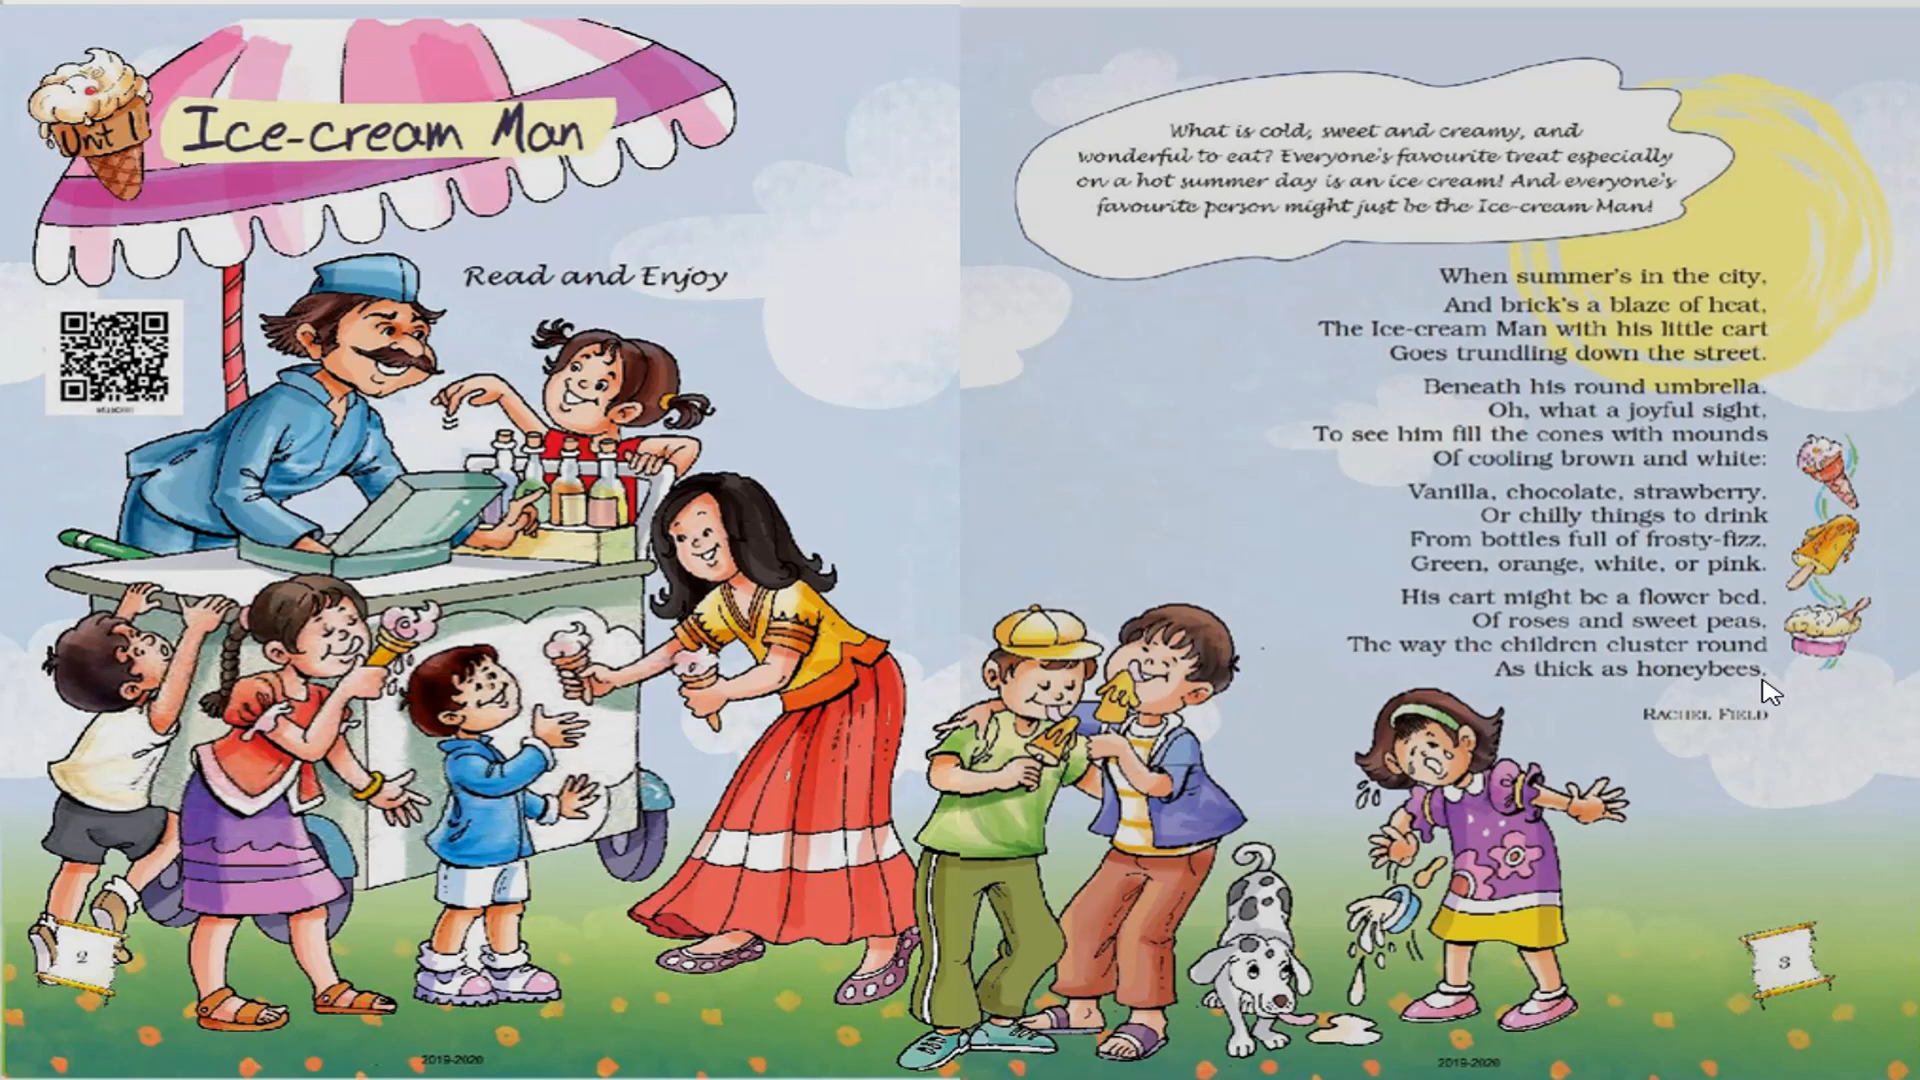 Unit 1
Ice-cream Man
Read and Enjoy
2
2019-2020
What is cold, sweet and creamy, and
wonderful to eat? Everyone's favourite treat especially
on a hot summer day is an ice cream! And everyone's
favourite person might just be the Ice-cream Man!
When summer's in the city,
And brick's a blaze of heat,
The Ice-cream Man with his little cart
Goes trundling down the street.
Beneath his round umbrella,
Oh, what a joyful sight,
To see him fill the cones with mounds
Of cooling brown and white:
Vanilla, chocolate, strawberry,
Or chilly things to drink
From bottles full of frosty-fizz,
Green, orange, white, or pink.
His cart might be a flower bed,
Of roses and sweet peas,
The way the children cluster round
As thick as honeybees.
RACHEL FIELD
3
2019-2020